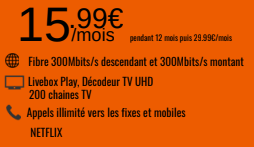 15,99€
/mois pendant 12 mois puis 29.99€/mois
Fibre 300Mbits/s descendant et 300Mbits/s montant
Livebox Play, Décodeur TV UHD
200 chaines TV
Appels illimité vers les fixes et mobiles
NETFLIX